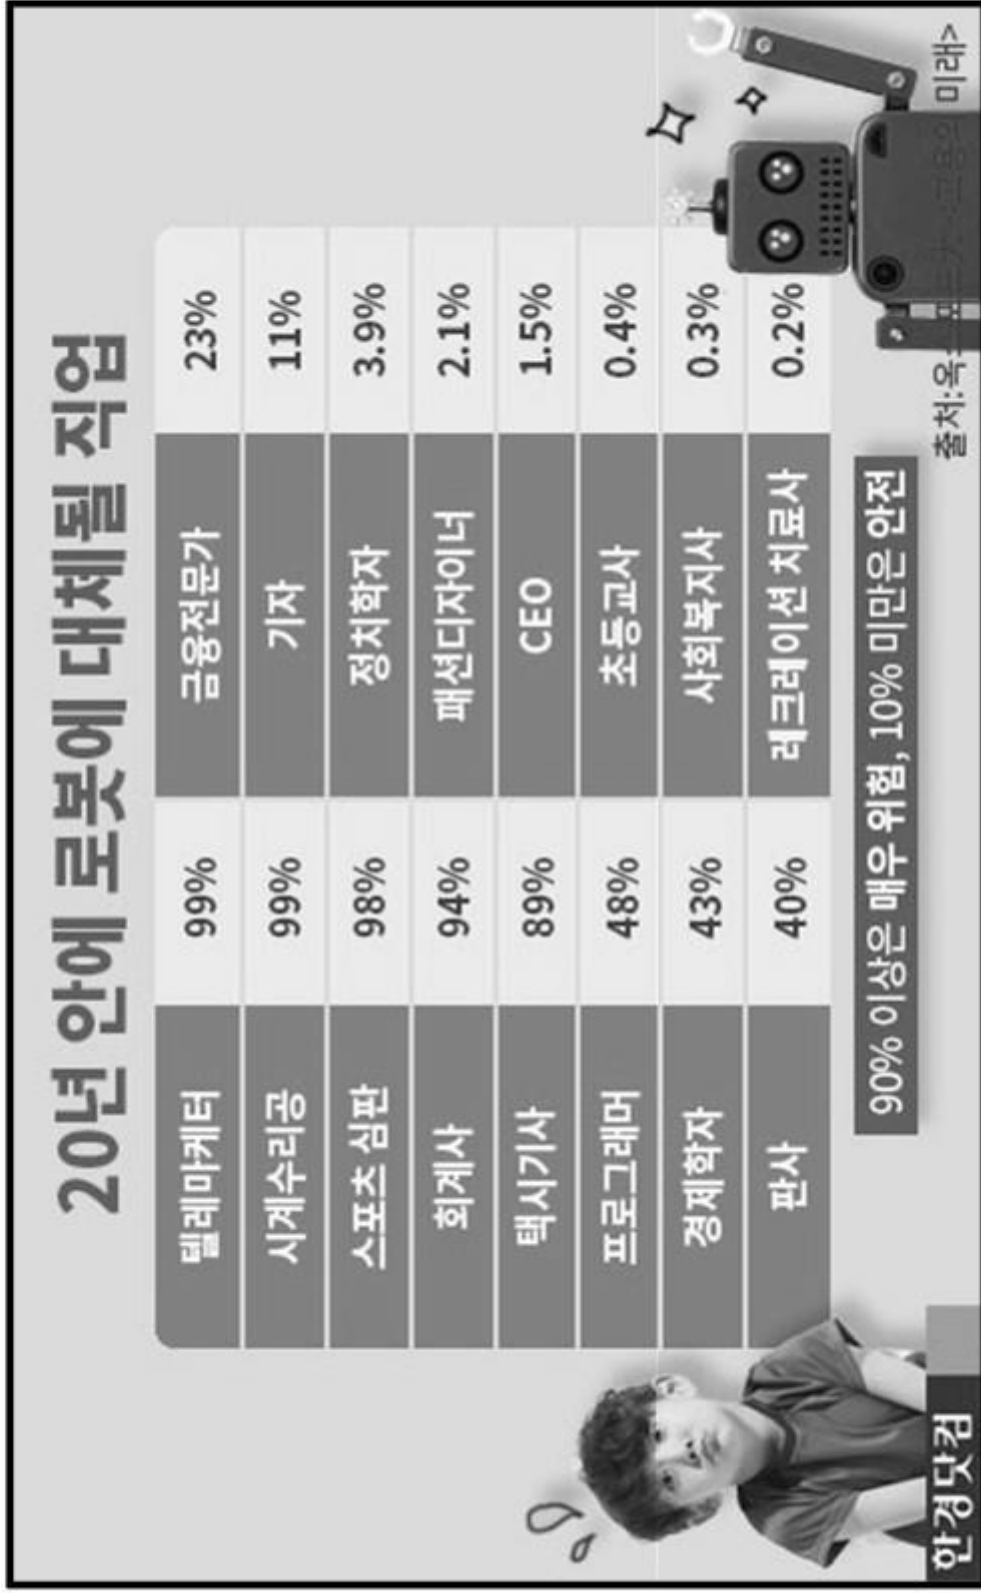 20년 안에 로봇에 대체될 직업
텔레마케터 99% 금융전문가 23%
시계수리공 99% 기자 11%
스포츠 심판 98% 정치학자 3.9%
회계사 94% 패션디자이너 2.1%
택시기사 89% CEO 1.5%
프로그래머 48% 초등교사 0.4%
경제학자 43% 사회복지사 0.3%
판사 40% 레크레이션 치료사 0.2%
90% 이상은 매우 위험, 10% 미만은 안전
한경닷컴
출처: 미래>